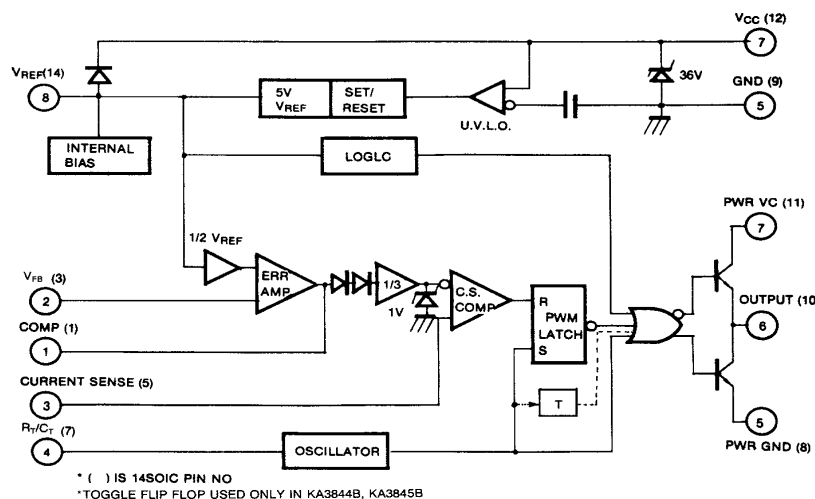 VCC (12)
7
VREF(14)
8
5V
VREF
SET/
RESET
36V
GND (9)
5
U.V.L.O.
INTERNAL
BIAS
LOGLC
PWR VC (11)
7
1/2 VREF
ERR
AMP
1/3
C.S.
COMP
1V
R
PWM
LATCH
S
OUTPUT (10
6
VFB (3)
2
COMP (1)
1
CURRENT SENSE (5)
3
T
5
PWR GND (8)
RT/CT (7)
4
OSCILLATOR
* ( ) IS 14SOIC PIN NO
*TOGGLE FLIP FLOP USED ONLY IN KA3844B, KA3845B